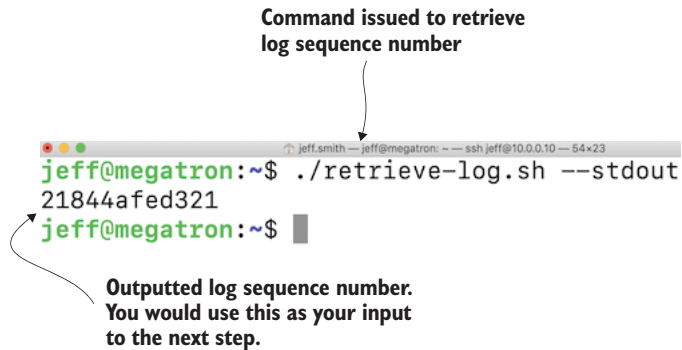 Command issued to retrieve
log sequence number
jeff.smith — jeff@megatron: ~ — ssh jeff@10.0.0.10 — 54×23
jeff@megatron:~$ ./retrieve-log.sh --stdout
21844afed321
jeff@megatron:~$
Outputted log sequence number.
You would use this as your input
to the next step.